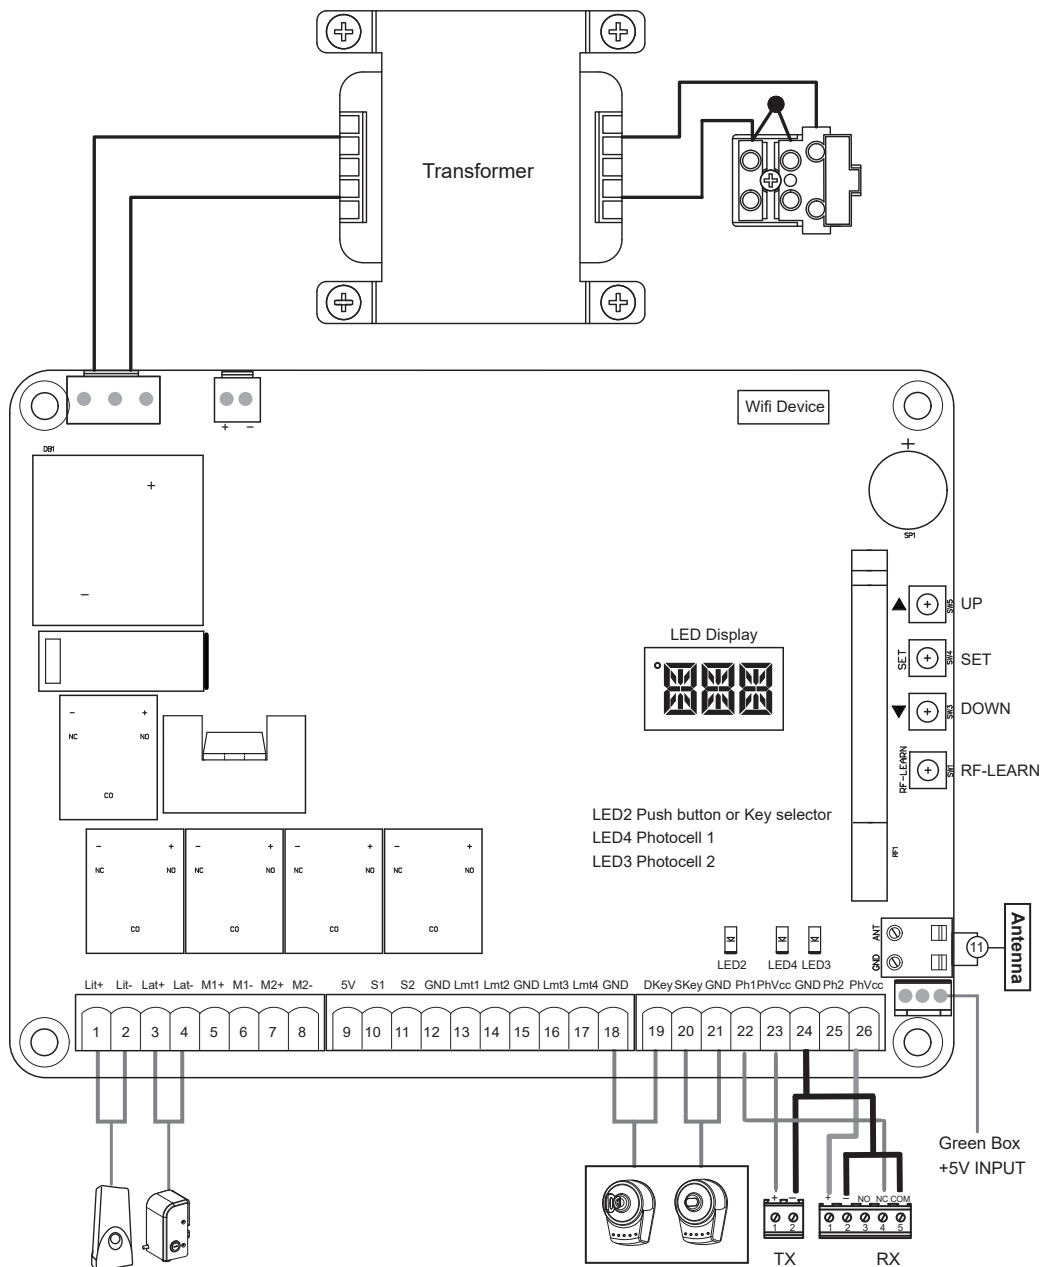 Transformer
+ −
Wifi Device
DB1
+
−
+
SP1
UP
SW5
SET
SW4
SET
DOWN
SW3
RF-LEARN
SW1
RF-LEARN
LED Display
- +
NC NO
CO
LED2 Push button or Key selector
LED4 Photocell 1
LED3 Photocell 2
RF1
- + - + - + - +
NC NO NC NO NC NO NC NO
CO CO CO CO
ANT
GND
11
Antenna
LED2 LED4 LED3
Lit+ Lit- Lat+ Lat- M1+ M1- M2+ M2- 5V S1 S2 GND Lmt1 Lmt2 GND Lmt3 Lmt4 GND DKey SKey GND Ph1 PhVcc GND Ph2 PhVcc
1 2 3 4 5 6 7 8 9 10 11 12 13 14 15 16 17 18 19 20 21 22 23 24 25 26
Green Box
+5V INPUT
+ − + − NO NC COM
1 2 1 2 3 4 5
TX RX